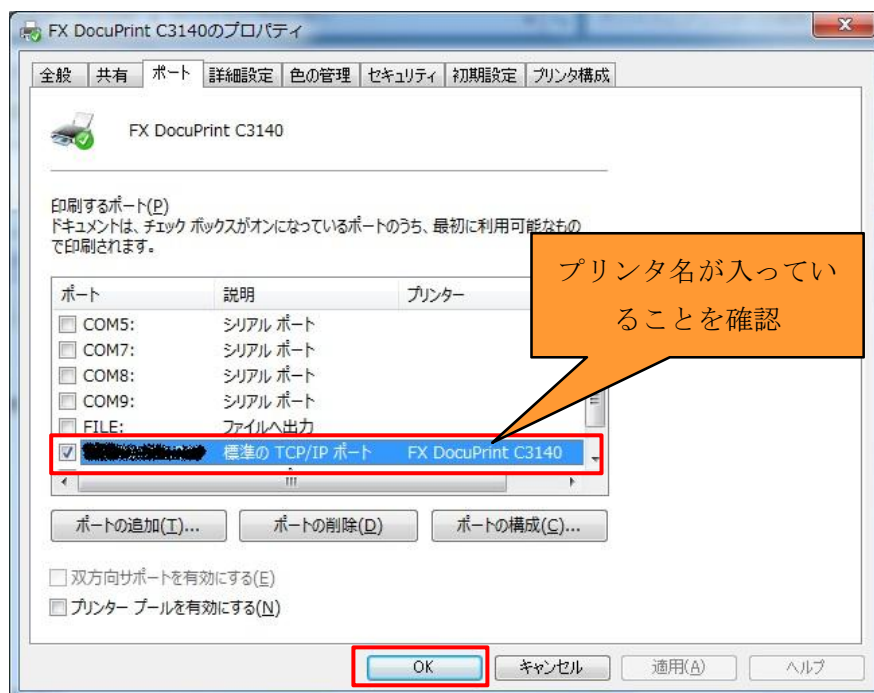 FX DocuPrint C3140のプロパティ
全般 共有 ポート 詳細設定 色の管理 セキュリティ 初期設定 プリンタ構成
FX DocuPrint C3140
印刷するポート(P)
ドキュメントは、チェック ボックスがオンになっているポートのうち、最初に利用可能なもの
で印刷されます。
プリンタ名が入ってい
ることを確認
ポート 説明 プリンター
COM5: シリアル ポート
COM7: シリアル ポート
COM8: シリアル ポート
COM9: シリアル ポート
FILE: ファイルへ出力
標準の TCP/IP ポート FX DocuPrint C3140
ポートの追加(T)... ポートの削除(D) ポートの構成(C)...
双方向サポートを有効にする(E)
プリンター プールを有効にする(N)
OK キャンセル 適用(A) ヘルプ